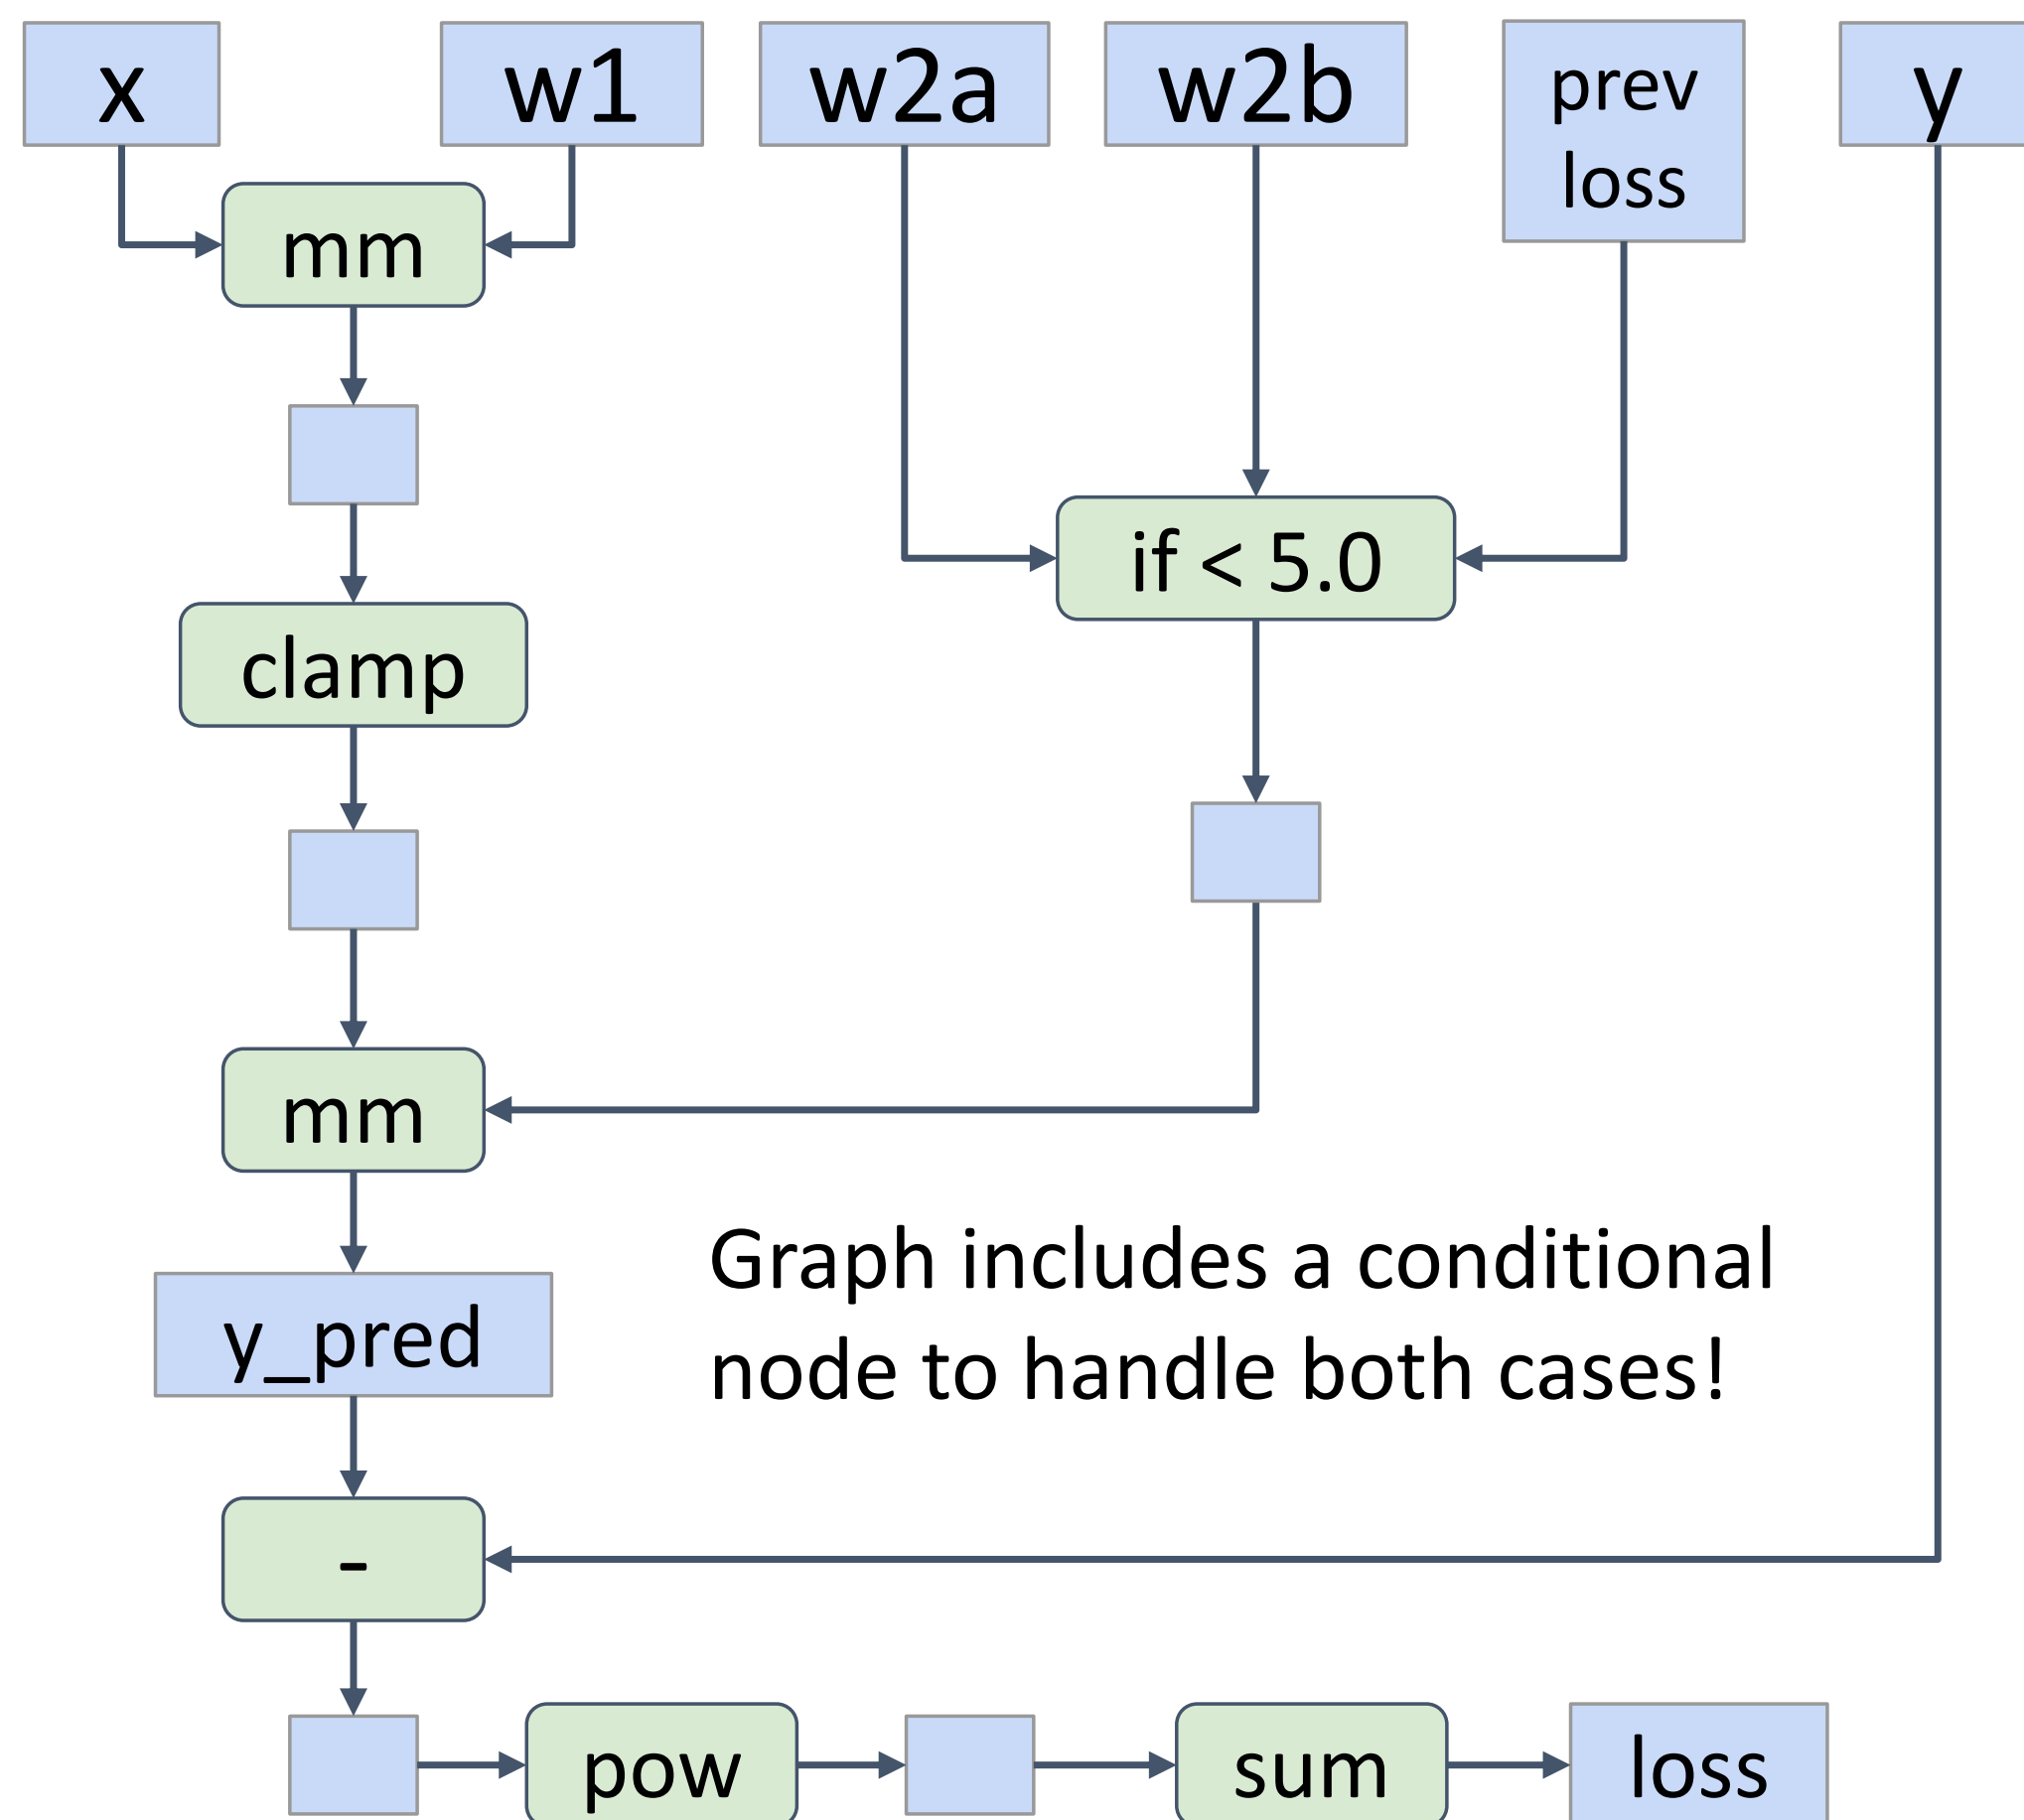 x
w1
w2a
w2b
prev
loss
y
mm
if < 5.0
clamp
mm
Graph includes a conditional
node to handle both cases!
y_pred
-
pow
sum
loss